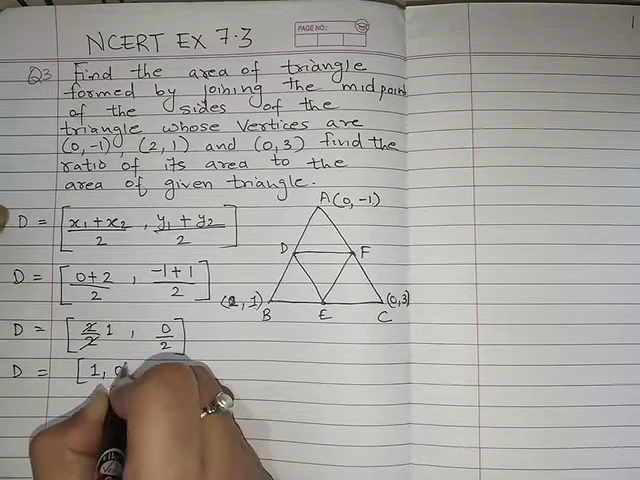 PAGE NO.:
1
NCERT EX 7.3
Q3 Find the area of triangle
formed by joining the midpoint
of the sides of the
triangle whose vertices are
(0,-1), (2,1) and (0,3) find the
ratio of its area to the
area of given triangle.
D = [x₁+x₂/2 , y₁+y₂/2]
D = [0+2/2 , -1+1/2]
D = [2/2 1 , 0/2]
D = [1, 0
A(0,-1)
D F
(2,1) (0,3)
B E C